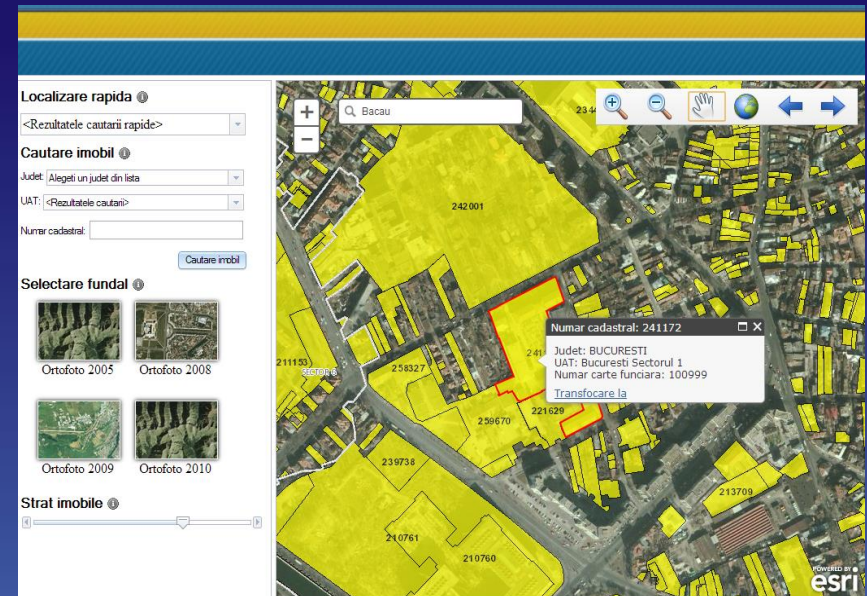 Localizare rapida
<Rezultatele cautarii rapide>
Cautare imobil
Judet: Alegeti un judet din lista
UAT: <Rezultatele cautarii>
Numar cadastral:
Cautare imobil
Selectare fundal
Ortofoto 2005
Ortofoto 2008
Ortofoto 2009
Ortofoto 2010
Strat imobile
+
Bacau
−
242001
Numar cadastral: 241172
Judet: BUCURESTI
UAT: Bucuresti Sectorul 1
Numar carte funciara: 100999
Transfocare la
211153
258327
221629
259670
239738
213709
210761
210760
POWERED BY
esri